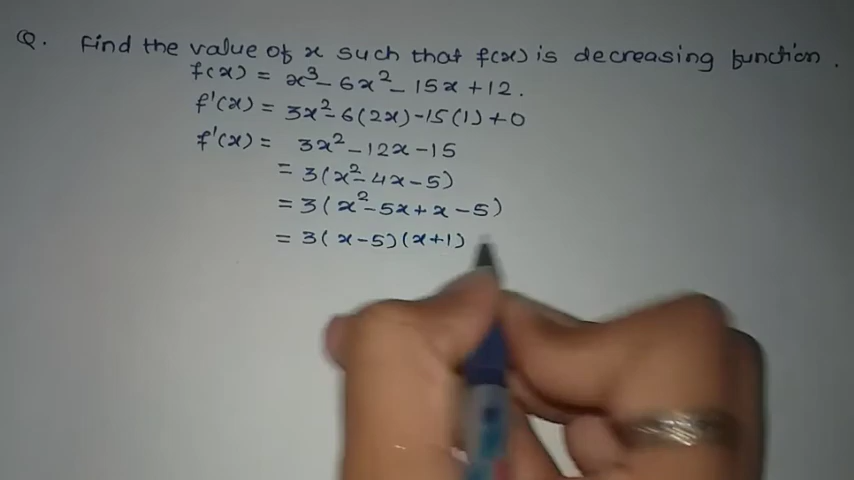 Q. Find the value of x such that f(x) is decreasing function.
f(x) = x³ - 6x² - 15x + 12.
f'(x) = 3x² - 6(2x) - 15(1) + 0
f'(x) = 3x² - 12x - 15
= 3(x² - 4x - 5)
= 3(x² - 5x + x - 5)
= 3(x - 5)(x + 1)